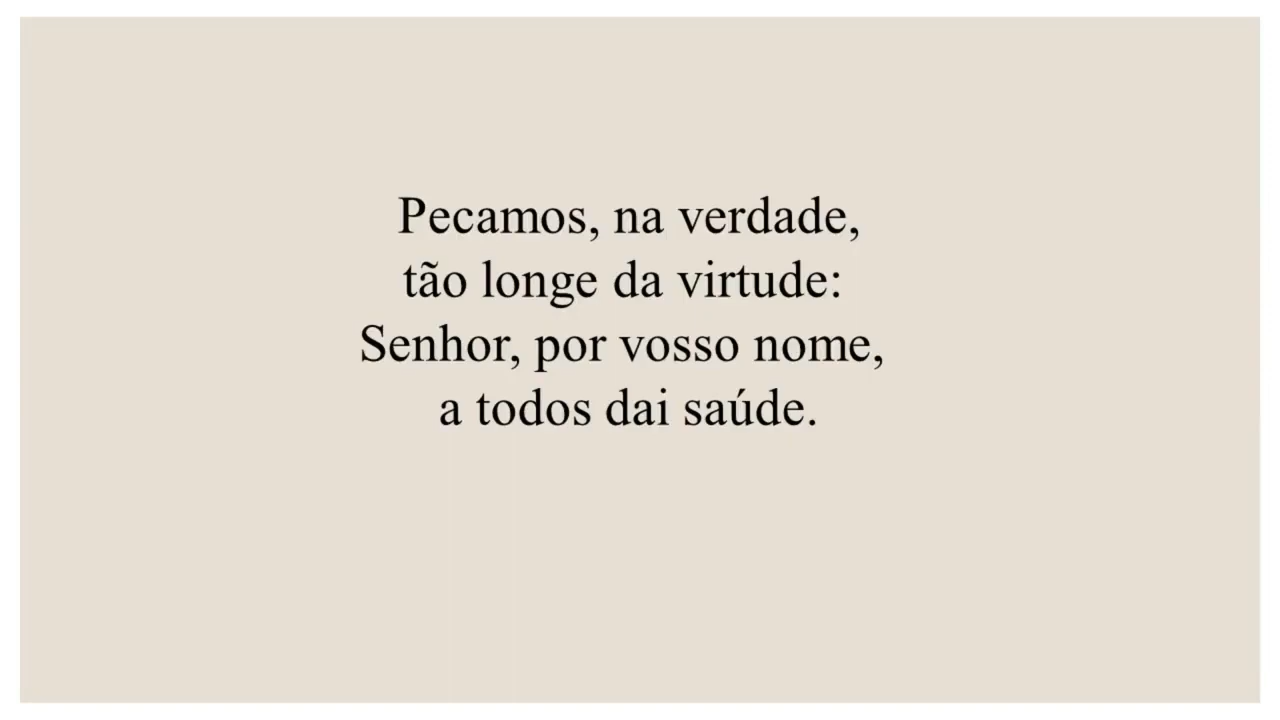 Pecamos, na verdade,
tão longe da virtude:
Senhor, por vosso nome,
a todos dai saúde.